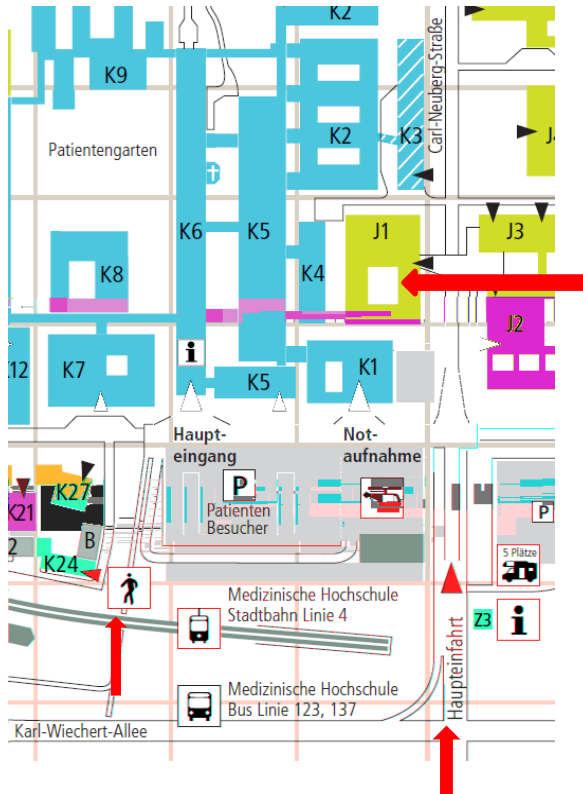 K2
K9
Carl-Neuberg-Straße
Patientengarten
K2
K3
K6
K5
J1
J3
K8
K4
J2
K7
K1
K5
Haupt-
eingang
Not-
aufnahme
K27
P
Patienten
Besucher
K21
P
B
K24
5 Plätze
Medizinische Hochschule
Stadtbahn Linie 4
Z3
Haupteinfahrt
Medizinische Hochschule
Bus Linie 123, 137
Karl-Wiechert-Allee